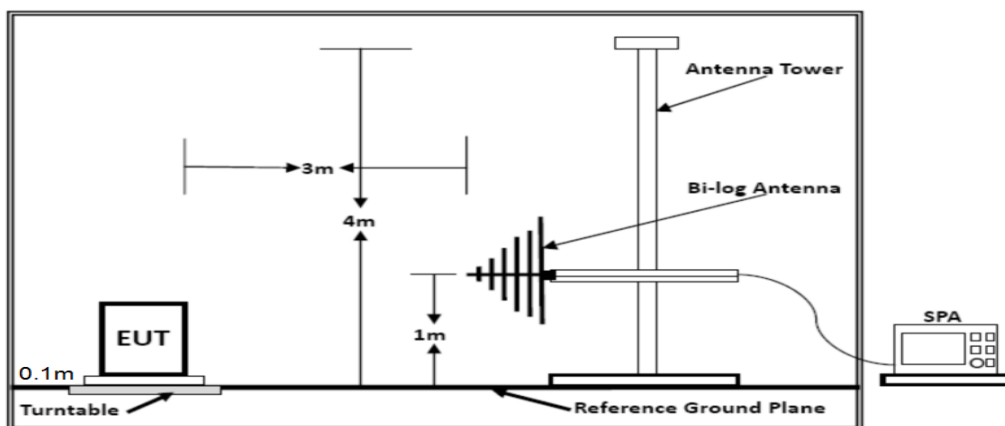 Antenna Tower
3m
Bi-log Antenna
4m
1m
EUT
SPA
0.1m
Turntable
Reference Ground Plane